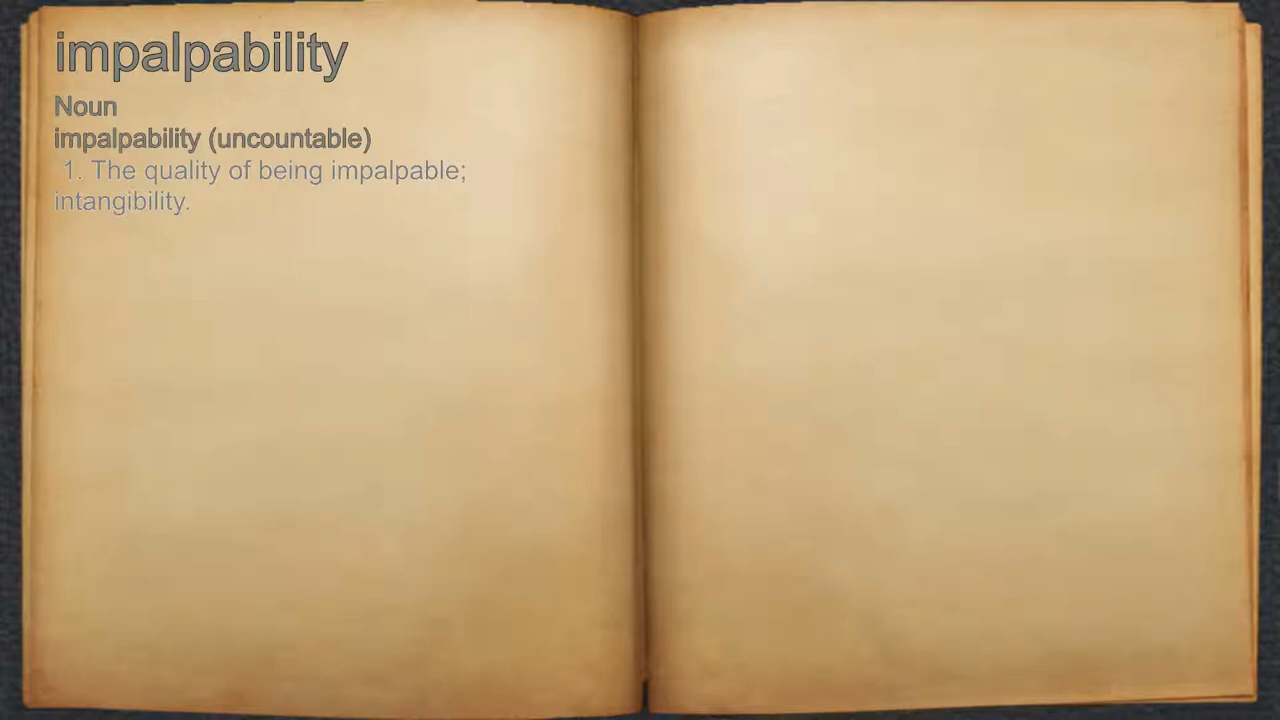 impalpability
Noun
impalpability (uncountable)
1. The quality of being impalpable;
intangibility.